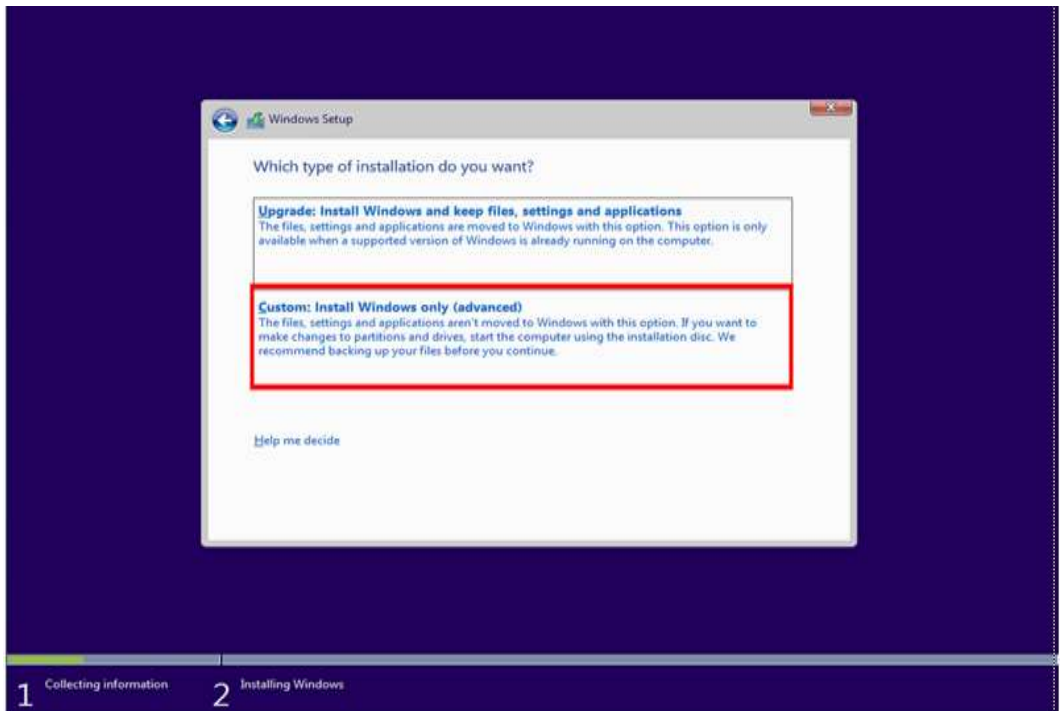 Windows Setup
Which type of installation do you want?
Upgrade: Install Windows and keep files, settings and applications
The files, settings and applications are moved to Windows with this option. This option is only
available when a supported version of Windows is already running on the computer.
Custom: Install Windows only (advanced)
The files, settings and applications aren't moved to Windows with this option. If you want to
make changes to partitions and drives, start the computer using the installation disc. We
recommend backing up your files before you continue.
Help me decide
1 Collecting information 2 Installing Windows